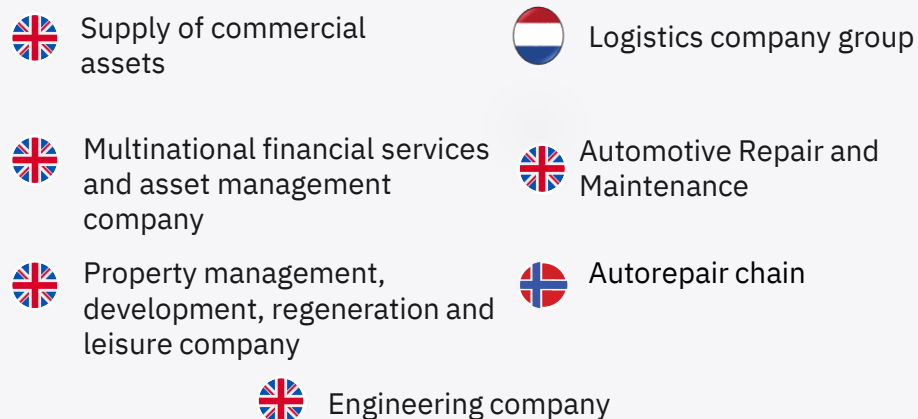 Supply of commercial
assets
Logistics company group
Multinational financial services
and asset management
company
Automotive Repair and
Maintenance
Property management,
development, regeneration and
leisure company
Autorepair chain
Engineering company